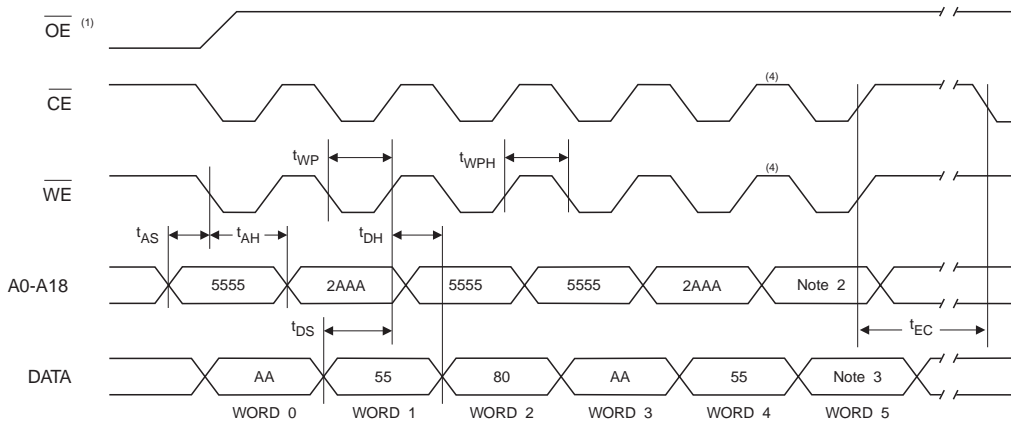 OE (1)
CE (4)
tWP tWPH
WE (4)
tAS tAH tDH
A0-A18 5555 2AAA 5555 5555 2AAA Note 2
tDS tEC
DATA AA 55 80 AA 55 Note 3
WORD 0 WORD 1 WORD 2 WORD 3 WORD 4 WORD 5